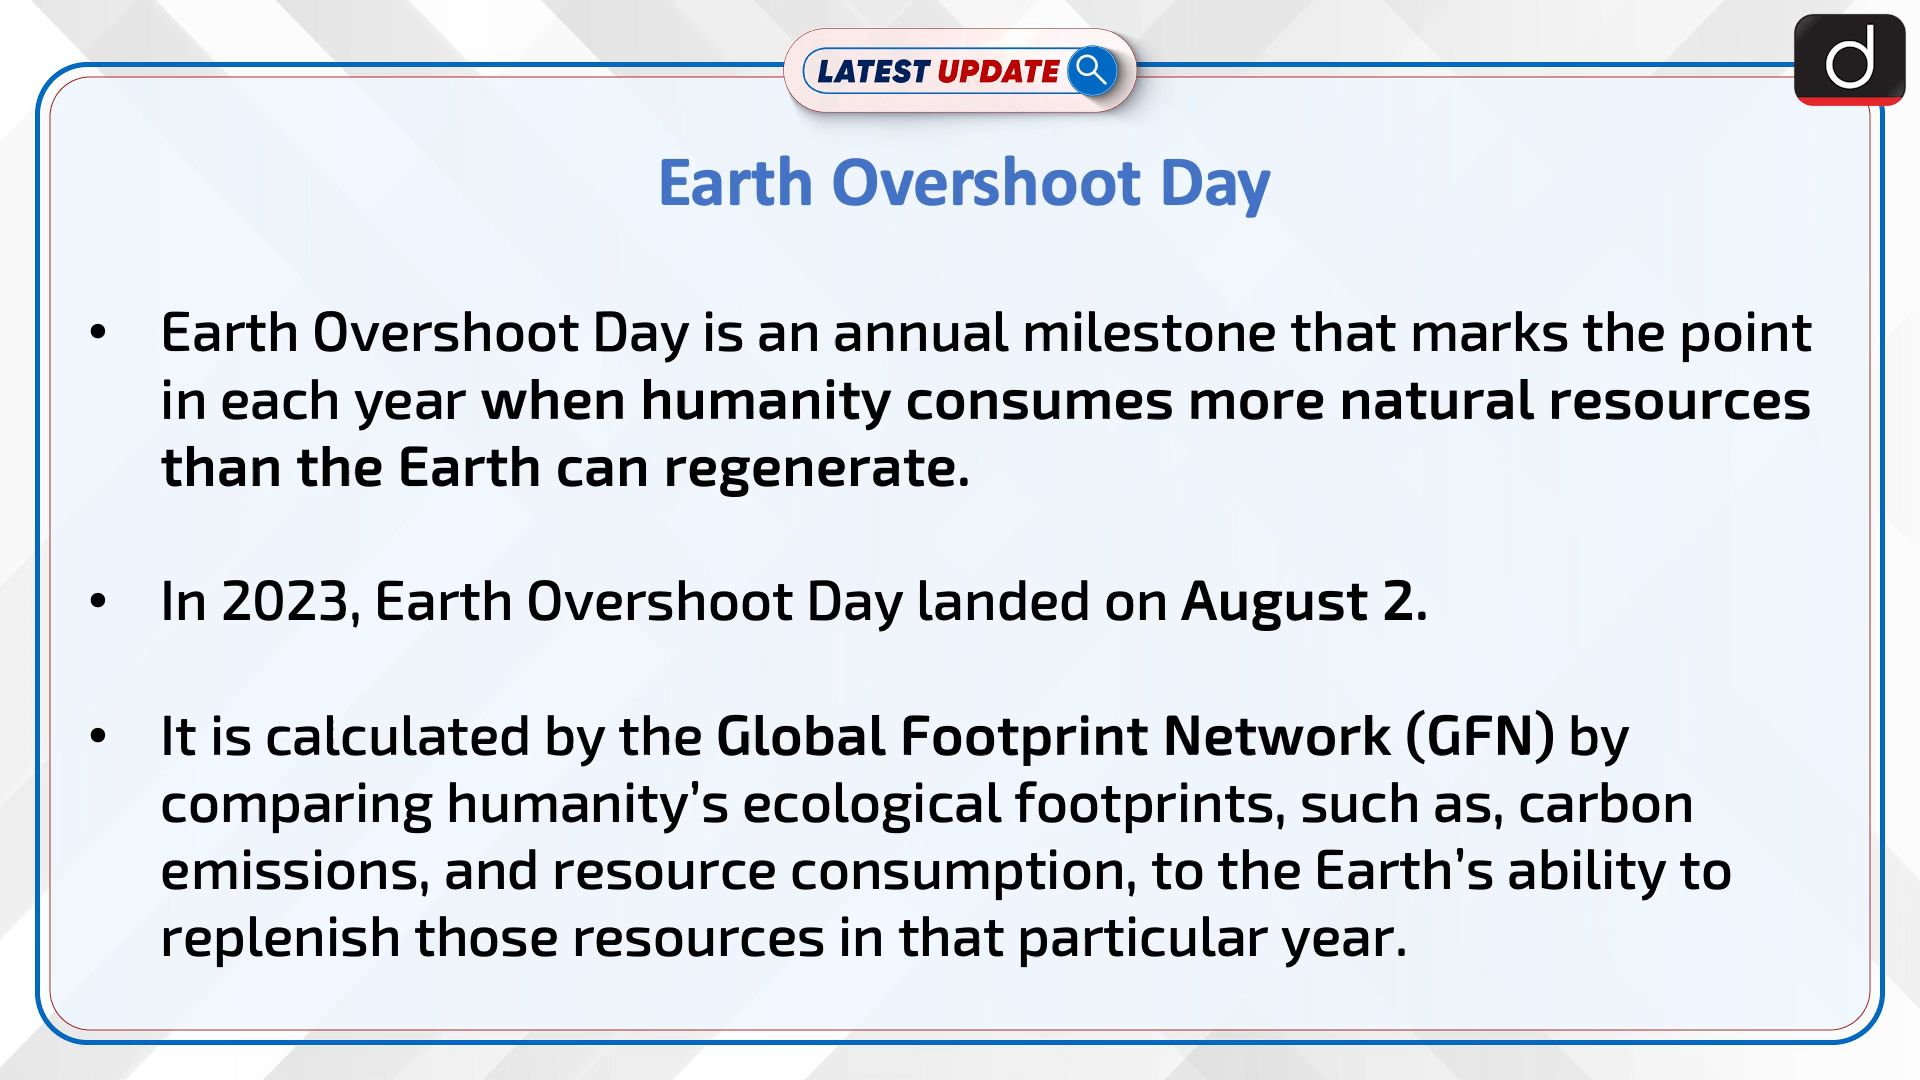 LATEST UPDATE
d
Earth Overshoot Day
• Earth Overshoot Day is an annual milestone that marks the point
in each year when humanity consumes more natural resources
than the Earth can regenerate.
• In 2023, Earth Overshoot Day landed on August 2.
• It is calculated by the Global Footprint Network (GFN) by
comparing humanity’s ecological footprints, such as, carbon
emissions, and resource consumption, to the Earth’s ability to
replenish those resources in that particular year.